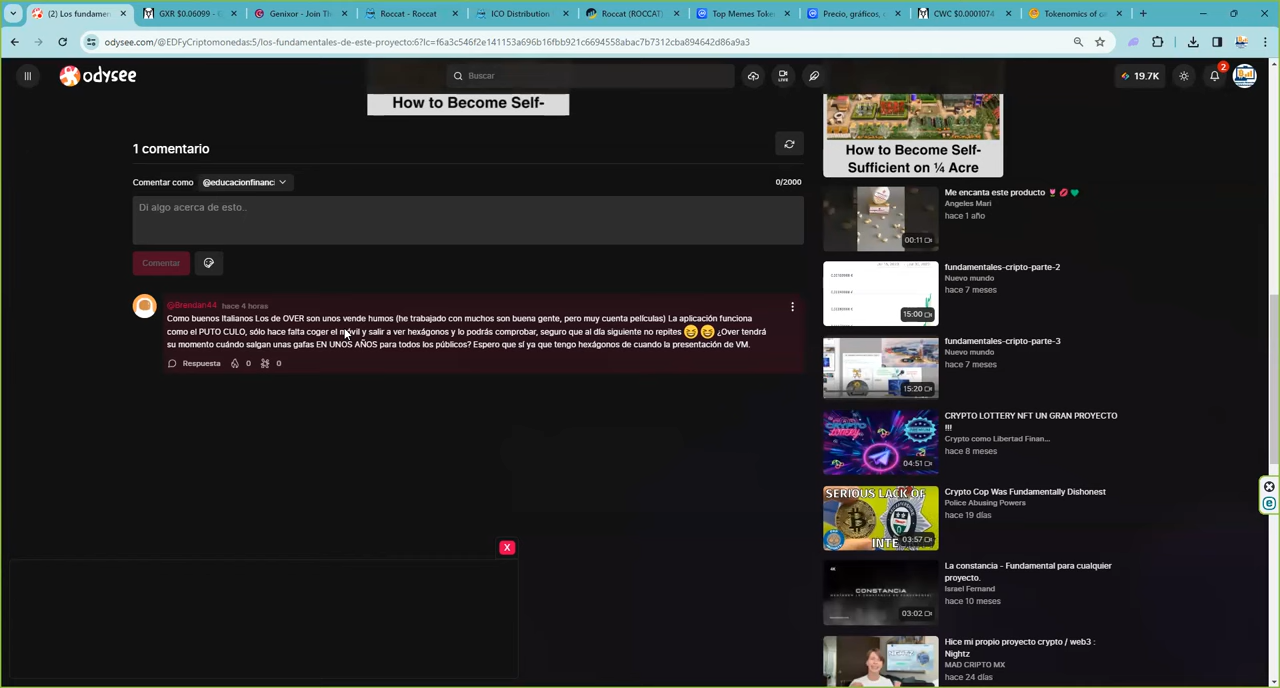 (2) Los fundamen
GXR $0.06099 -
Genixor - Join Th
Roccat - Roccat
ICO Distribution
Roccat (ROCCAT)
Top Memes Toke
Precio, gráficos,
CWC $0.0001074
Tokenomics of ca
odysee.com/@EDFyCriptomonedas:5/los-fundamentales-de-este-proyecto:6?lc=f6a3c546f2e141153a696b16fbb921c6694558abac7b7312cba894642d86a9a3
odysee
Buscar
LIVE
19.7K
2
How to Become Self-
1 comentario
Comentar como @educacionfinanci
0/2000
Di algo acerca de esto..
Comentar
@Brendan44 hace 4 horas
Como buenos Italianos Los de OVER son unos vende humos (he trabajado con muchos son buena gente, pero muy cuenta películas) La aplicación funciona
como el PUTO CULO, sólo hace falta coger el móvil y salir a ver hexágonos y lo podrás comprobar, seguro que al día siguiente no repites 😆 😆 ¿Over tendrá
su momento cuándo salgan unas gafas EN UNOS AÑOS para todos los públicos? Espero que sí ya que tengo hexágonos de cuando la presentación de VM.
Respuesta 0 0
X
How to Become Self-
Sufficient on ¼ Acre
Me encanta este producto
Angeles Mari
hace 1 año
00:11
fundamentales-cripto-parte-2
Nuevo mundo
hace 7 meses
15:00
fundamentales-cripto-parte-3
Nuevo mundo
hace 7 meses
15:20
CRYPTO LOTTERY NFT UN GRAN PROYECTO
!!!
Crypto como Libertad Finan...
hace 8 meses
04:51
SERIOUS LACK OF
INTE
Crypto Cop Was Fundamentally Dishonest
Police Abusing Powers
hace 19 días
03:57
La constancia - Fundamental para cualquier
proyecto.
Israel Fernand
hace 10 meses
4K
CONSTANCIA
03:02
Hice mi propio proyecto crypto / web3 :
Nightz
MAD CRIPTO MX
hace 24 días